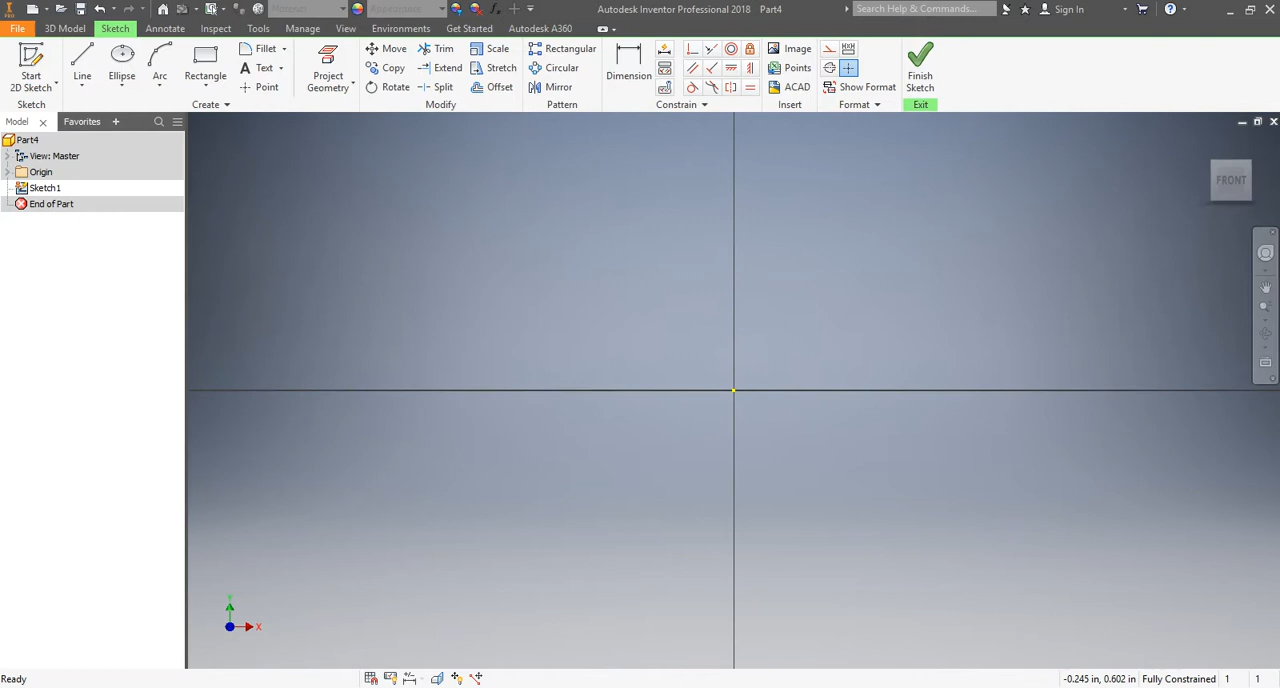 Material
Appearance
Autodesk Inventor Professional 2018 Part4
Search Help & Commands...
Sign In
PRO
File 3D Model Sketch Annotate Inspect Tools Manage View Environments Get Started Autodesk A360
Start
2D Sketch
Line
Ellipse
Arc
Rectangle
Fillet
Text
Point
Project
Geometry
Move
Copy
Rotate
Trim
Extend
Split
Scale
Stretch
Offset
Rectangular
Circular
Mirror
Dimension
Image
Points
ACAD
Show Format
Finish
Sketch
Sketch Create Modify Pattern Constrain Insert Format Exit
Model Favorites
Part4
View: Master
Origin
Sketch1
End of Part
FRONT
Y
X
Ready -0.245 in, 0.602 in Fully Constrained 1 1